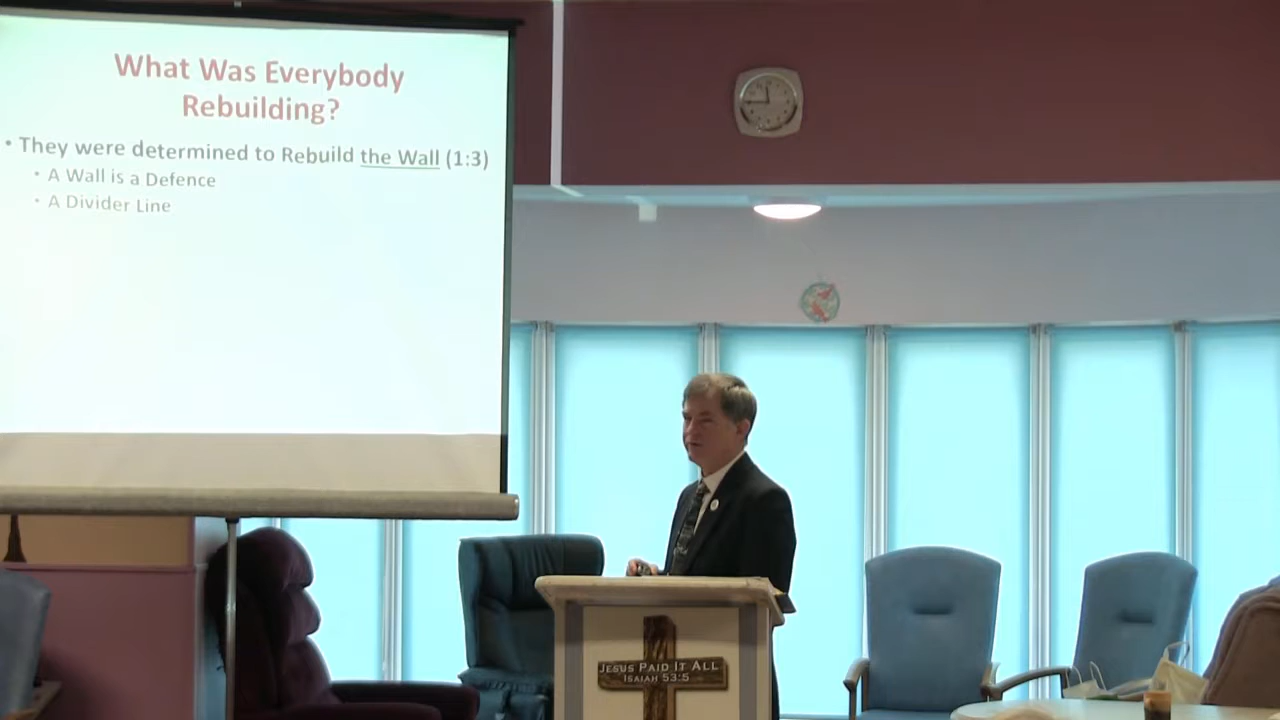 What Was Everybody
Rebuilding?
• They were determined to Rebuild the Wall (1:3)
• A Wall is a Defence
• A Divider Line
JESUS PAID IT ALL
ISAIAH 53:5